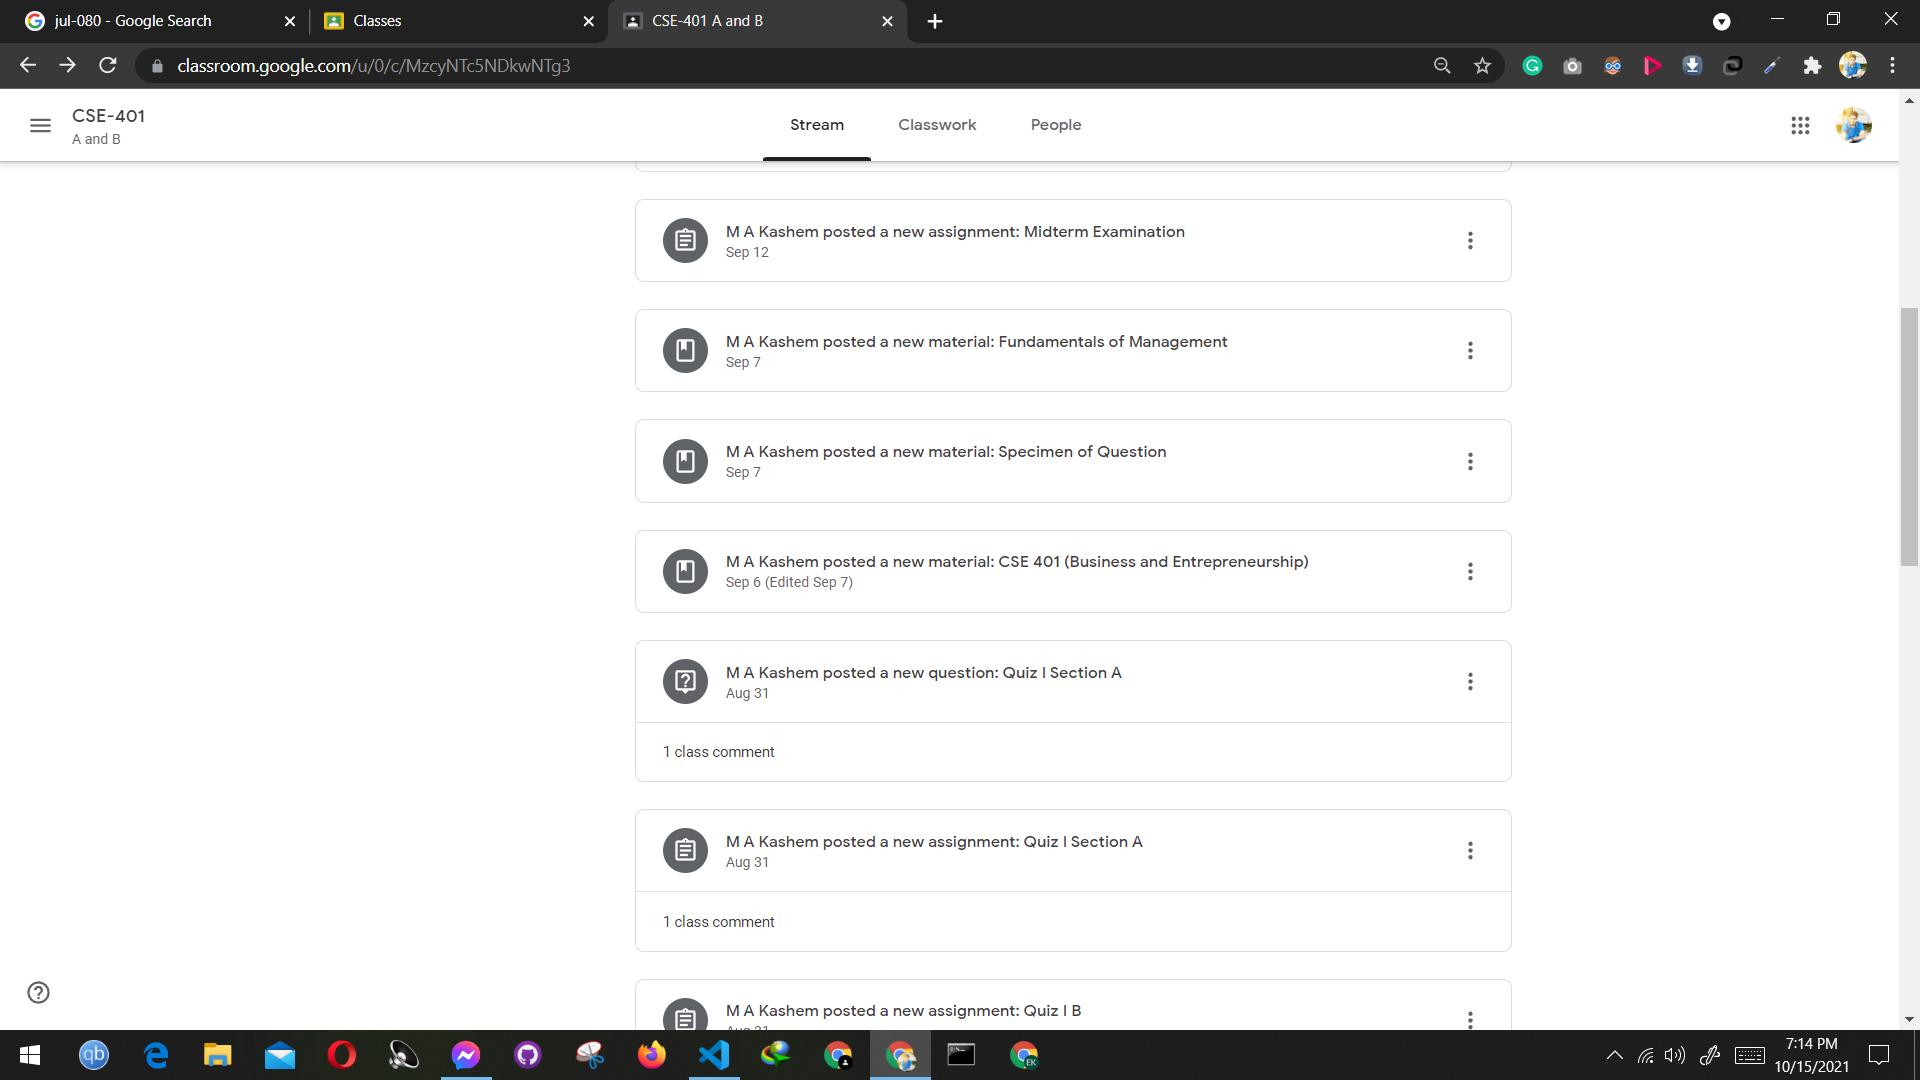 jul-080 - Google Search
Classes
CSE-401 A and B
classroom.google.com/u/0/c/MzcyNTc5NDkwNTg3
CSE-401
A and B
Stream
Classwork
People
M A Kashem posted a new assignment: Midterm Examination
Sep 12
M A Kashem posted a new material: Fundamentals of Management
Sep 7
M A Kashem posted a new material: Specimen of Question
Sep 7
M A Kashem posted a new material: CSE 401 (Business and Entrepreneurship)
Sep 6 (Edited Sep 7)
M A Kashem posted a new question: Quiz I Section A
Aug 31
1 class comment
M A Kashem posted a new assignment: Quiz I Section A
Aug 31
1 class comment
M A Kashem posted a new assignment: Quiz I B
Aug 31
qb
EK
7:14 PM
10/15/2021